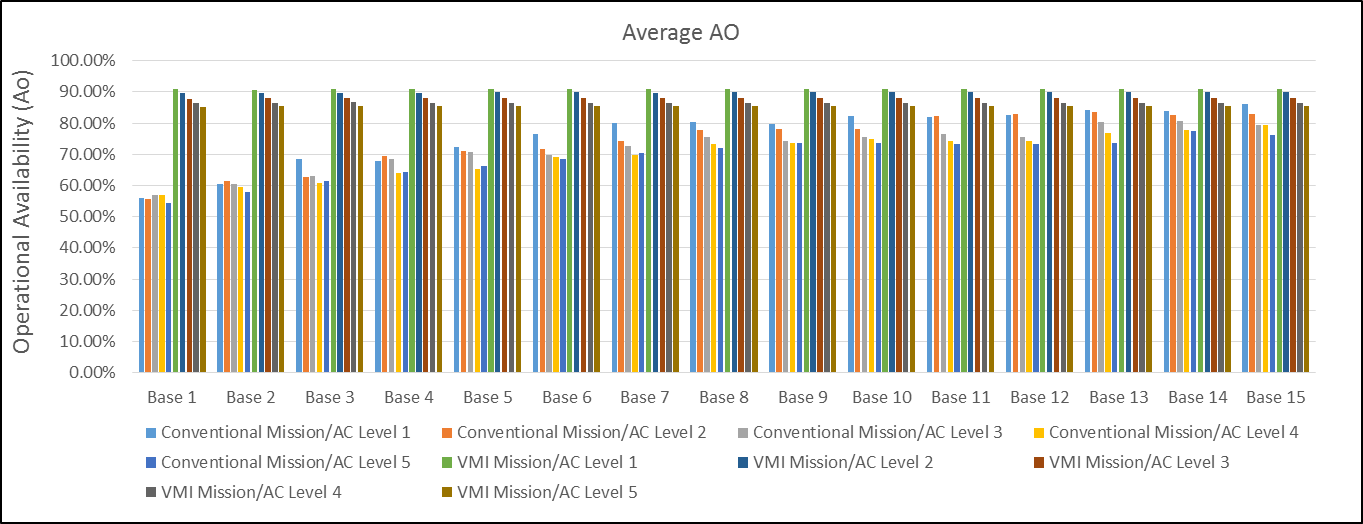 Average AO
Operational Availability (Ao)
100.00%
90.00%
80.00%
70.00%
60.00%
50.00%
40.00%
30.00%
20.00%
10.00%
0.00%
Base 1 Base 2 Base 3 Base 4 Base 5 Base 6 Base 7 Base 8 Base 9 Base 10 Base 11 Base 12 Base 13 Base 14 Base 15
Conventional Mission/AC Level 1 Conventional Mission/AC Level 2 Conventional Mission/AC Level 3 Conventional Mission/AC Level 4
Conventional Mission/AC Level 5 VMI Mission/AC Level 1 VMI Mission/AC Level 2 VMI Mission/AC Level 3
VMI Mission/AC Level 4 VMI Mission/AC Level 5